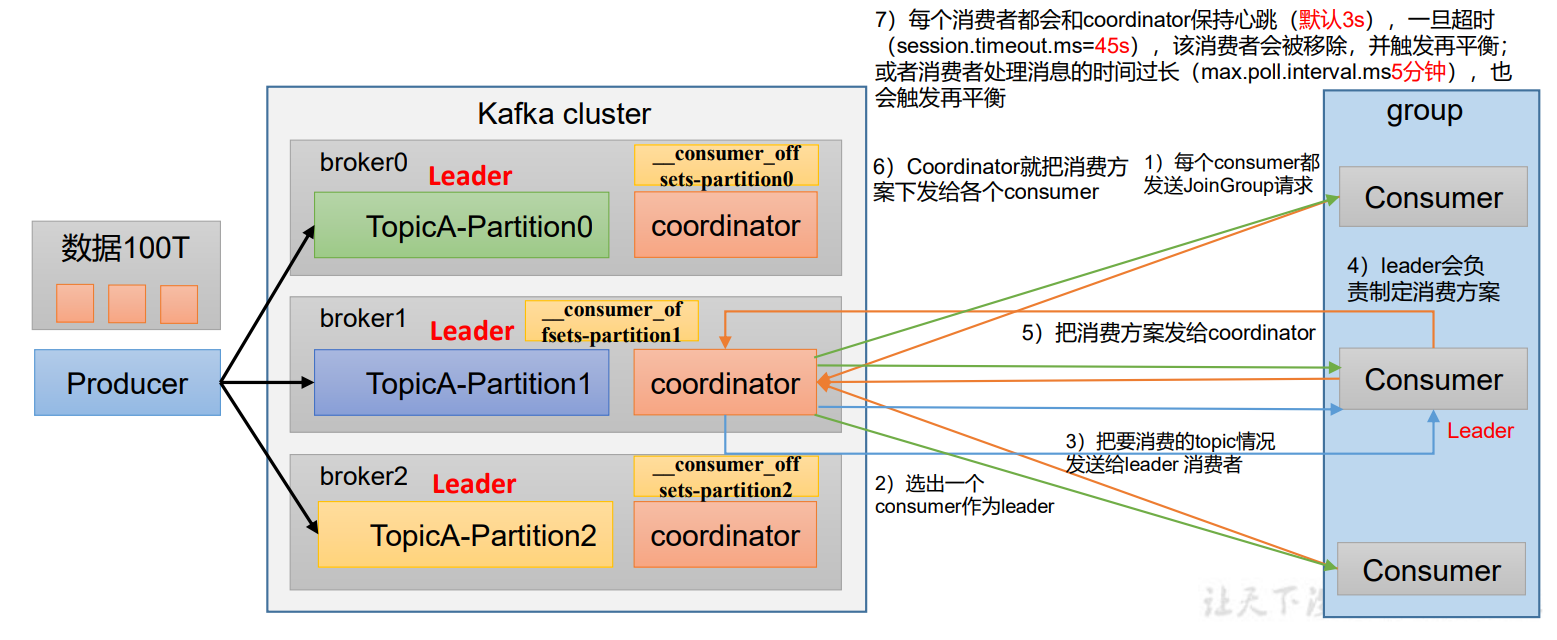 7）每个消费者都会和coordinator保持心跳（默认3s），一旦超时
（session.timeout.ms=45s），该消费者会被移除，并触发再平衡；
或者消费者处理消息的时间过长（max.poll.interval.ms5分钟），也
会触发再平衡
Kafka cluster
group
broker0
Leader
__consumer_off
sets-partition0
TopicA-Partition0
coordinator
6）Coordinator就把消费方
案下发给各个consumer
1）每个consumer都
发送JoinGroup请求
Consumer
数据100T
4）leader会负
责制定消费方案
broker1
Leader
__consumer_of
fsets-partition1
5）把消费方案发给coordinator
Producer
TopicA-Partition1
coordinator
Consumer
Leader
3）把要消费的topic情况
发送给leader 消费者
broker2
Leader
__consumer_off
sets-partition2
2）选出一个
consumer作为leader
TopicA-Partition2
coordinator
Consumer
让天下没